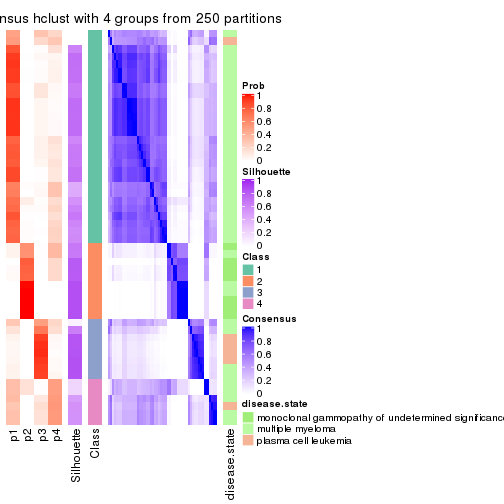 nsus hclust with 4 groups from 250 partitions
Prob
1
0.8
0.6
0.4
0.2
0
Silhouette
1
0.8
0.6
0.4
0.2
0
Class
1
2
3
4
Consensus
1
0.8
0.6
0.4
0.2
0
disease.state
monoclonal gammopathy of undetermined significance
multiple myeloma
plasma cell leukemia
p1
p2
p3
p4
Silhouette
Class
disease.state